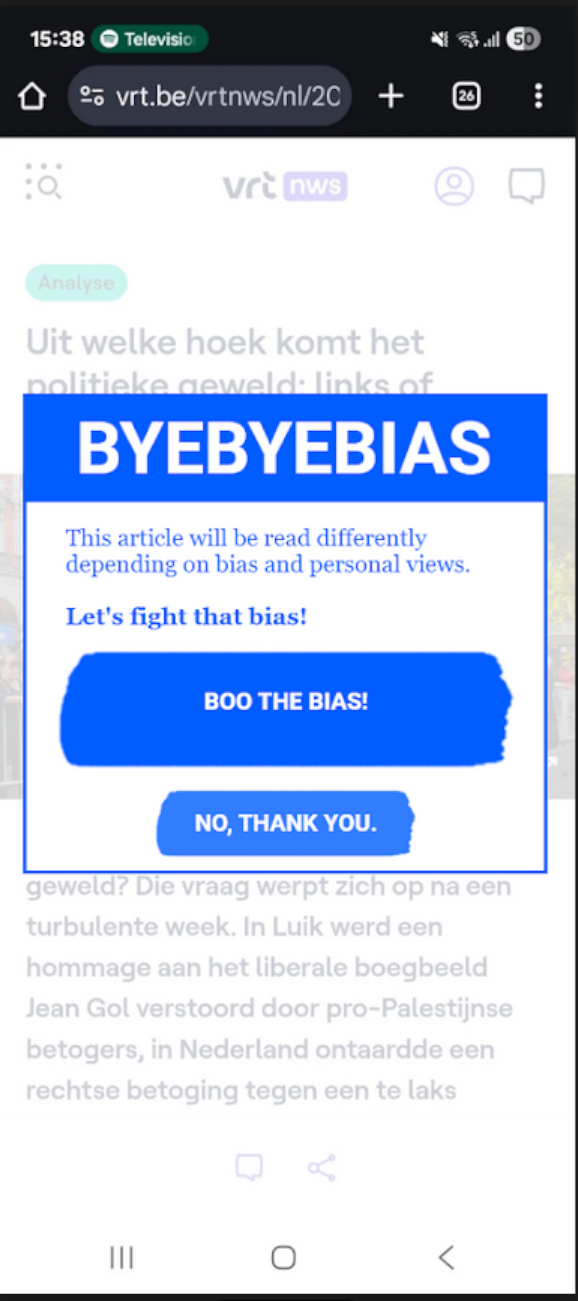 15:38 Televisio 50
vrt.be/vrtnws/nl/20 26
vrt nws
Analyse
Uit welke hoek komt het
politieke geweld: links of
BYEBYEBIAS
This article will be read differently
depending on bias and personal views.
Let's fight that bias!
BOO THE BIAS!
NO, THANK YOU.
geweld? Die vraag werpt zich op na een
turbulente week. In Luik werd een
hommage aan het liberale boegbeeld
Jean Gol verstoord door pro-Palestijnse
betogers, in Nederland ontaardde een
rechtse betoging tegen een te laks